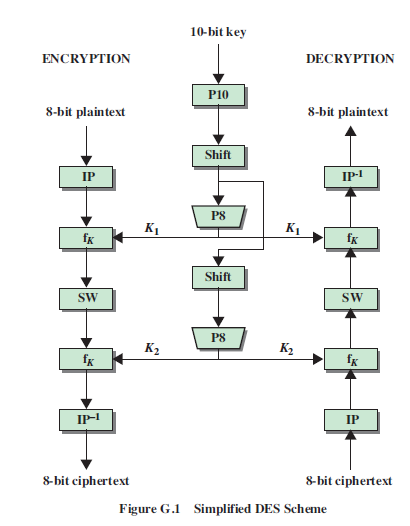 10-bit key
ENCRYPTION
DECRYPTION
P10
8-bit plaintext
8-bit plaintext
Shift
IP
IP-1
P8
K1
K1
fK
fK
Shift
SW
SW
P8
K2
K2
fK
fK
IP–1
IP
8-bit ciphertext
8-bit ciphertext
Figure G.1 Simplified DES Scheme